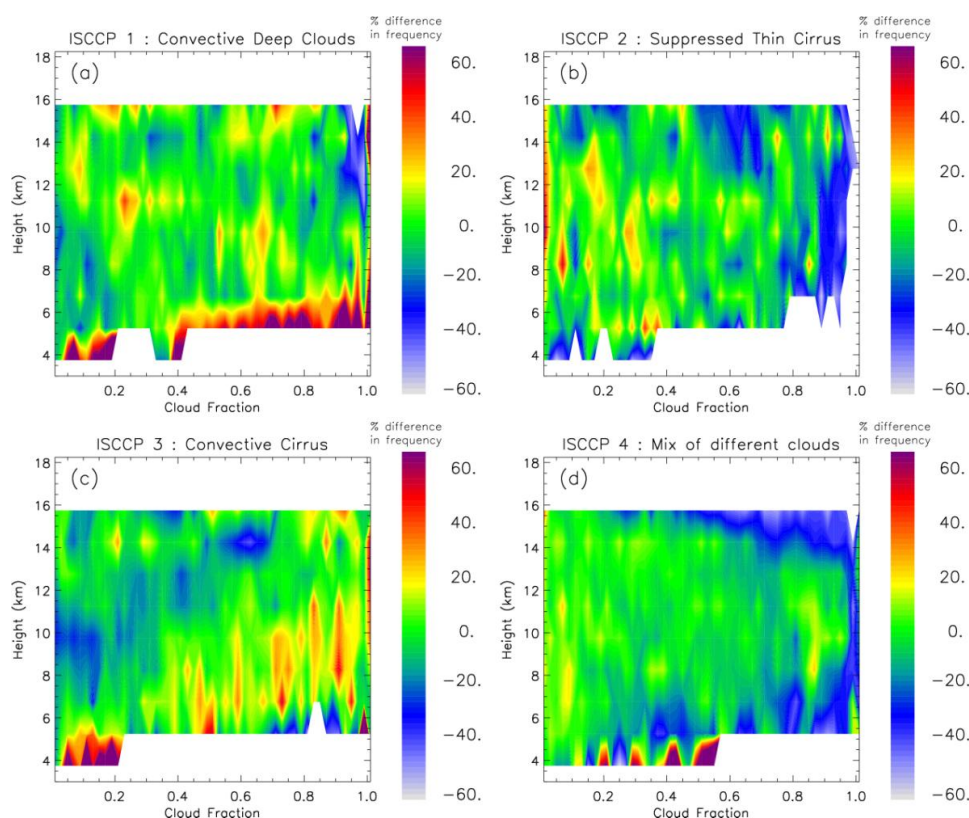 % difference
in frequency
ISCCP 1 : Convective Deep Clouds
(a)
18
16
14
12
10
8
6
4
Height (km)
0.2 0.4 0.6 0.8 1.0
Cloud Fraction
60.
40.
20.
0.
−20.
−40.
−60.
% difference
in frequency
ISCCP 2 : Suppressed Thin Cirrus
(b)
18
16
14
12
10
8
6
4
Height (km)
0.2 0.4 0.6 0.8 1.0
Cloud Fraction
60.
40.
20.
0.
−20.
−40.
−60.
% difference
in frequency
ISCCP 3 : Convective Cirrus
(c)
18
16
14
12
10
8
6
4
Height (km)
0.2 0.4 0.6 0.8 1.0
Cloud Fraction
60.
40.
20.
0.
−20.
−40.
−60.
% difference
in frequency
ISCCP 4 : Mix of different clouds
(d)
18
16
14
12
10
8
6
4
Height (km)
0.2 0.4 0.6 0.8 1.0
Cloud Fraction
60.
40.
20.
0.
−20.
−40.
−60.